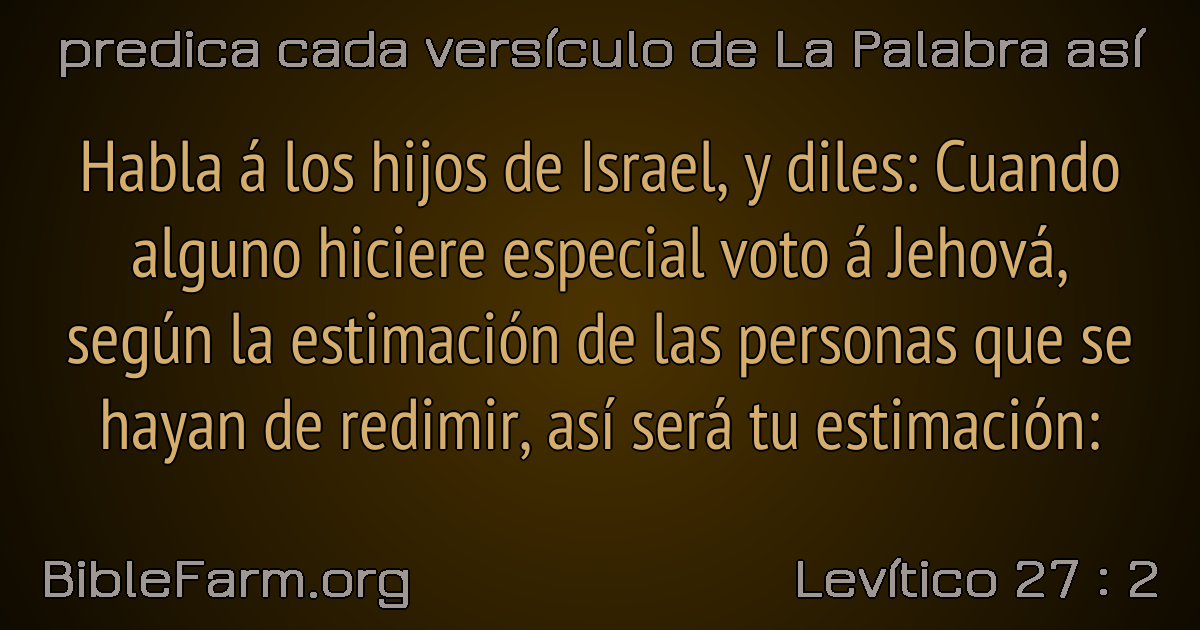 predica cada versículo de La Palabra así
Habla á los hijos de Israel, y diles: Cuando
alguno hiciere especial voto á Jehová,
según la estimación de las personas que se
hayan de redimir, así será tu estimación:
BibleFarm.org
Levítico 27 : 2